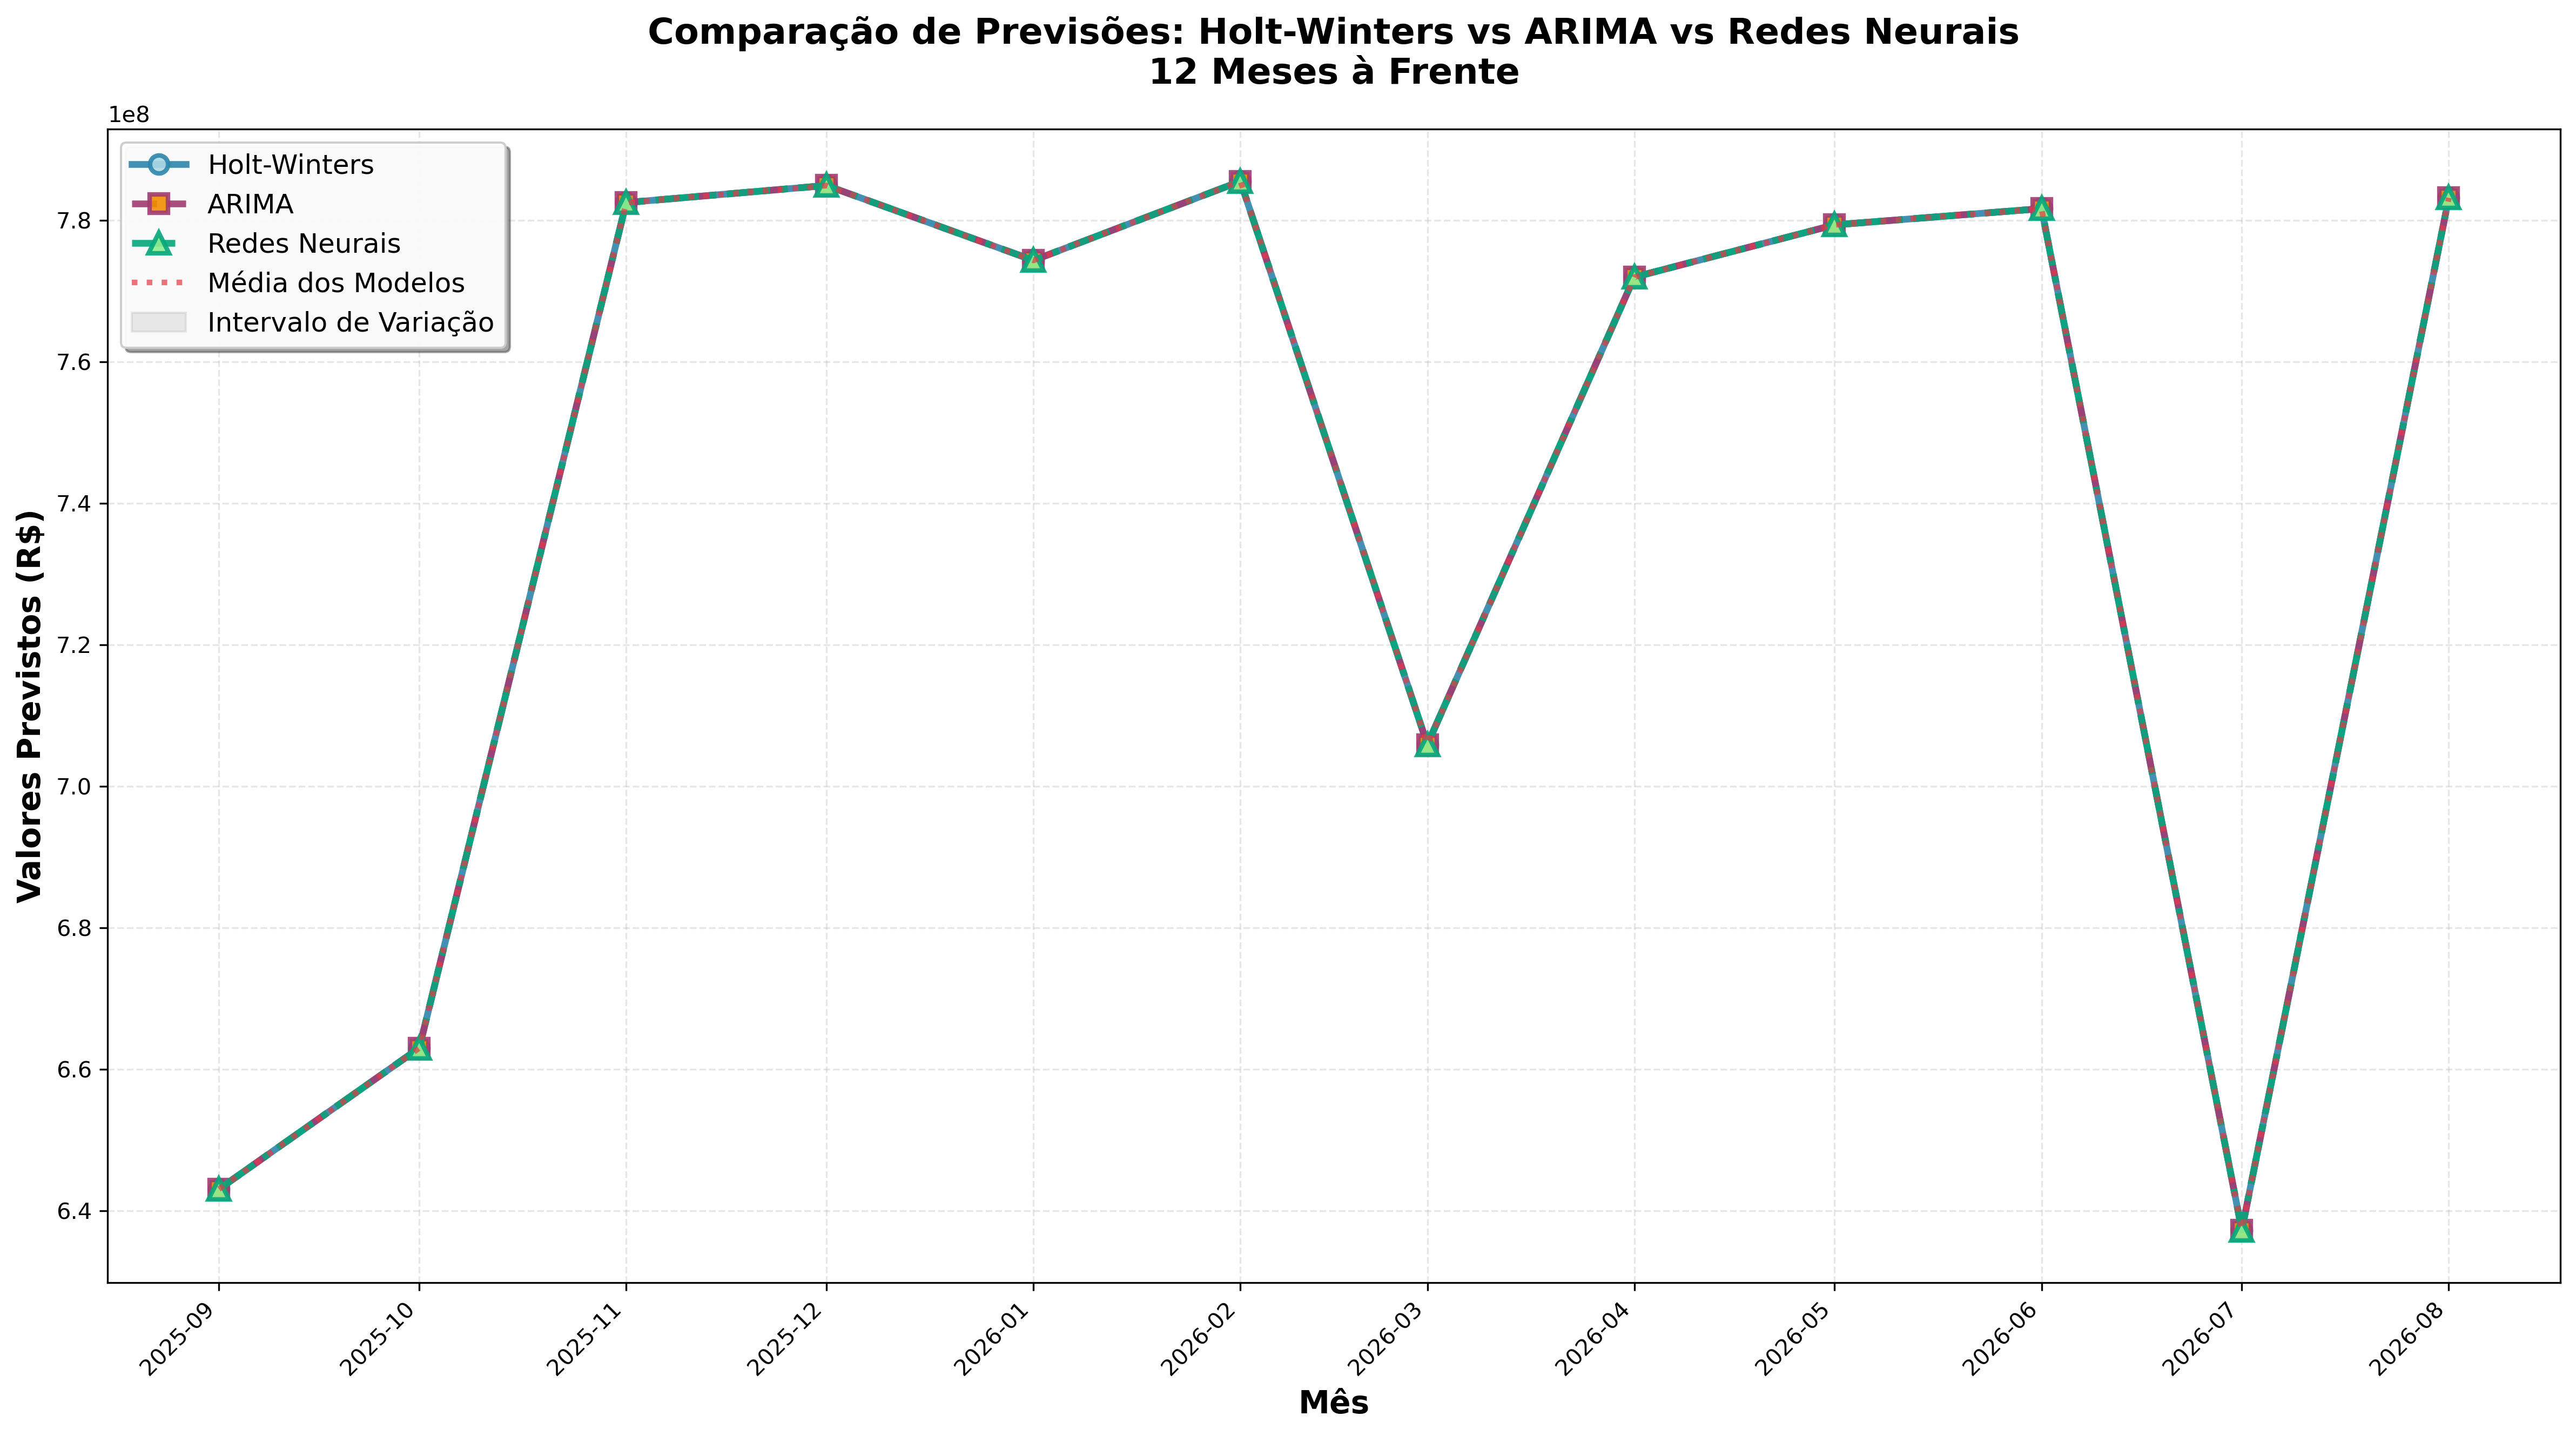 Comparação de Previsões: Holt-Winters vs ARIMA vs Redes Neurais
12 Meses à Frente
1e8
Holt-Winters
ARIMA
Redes Neurais
Média dos Modelos
Intervalo de Variação
Valores Previstos (R$)
7.8
7.6
7.4
7.2
7.0
6.8
6.6
6.4
2025-09
2025-10
2025-11
2025-12
2026-01
2026-02
2026-03
2026-04
2026-05
2026-06
2026-07
2026-08
Mês